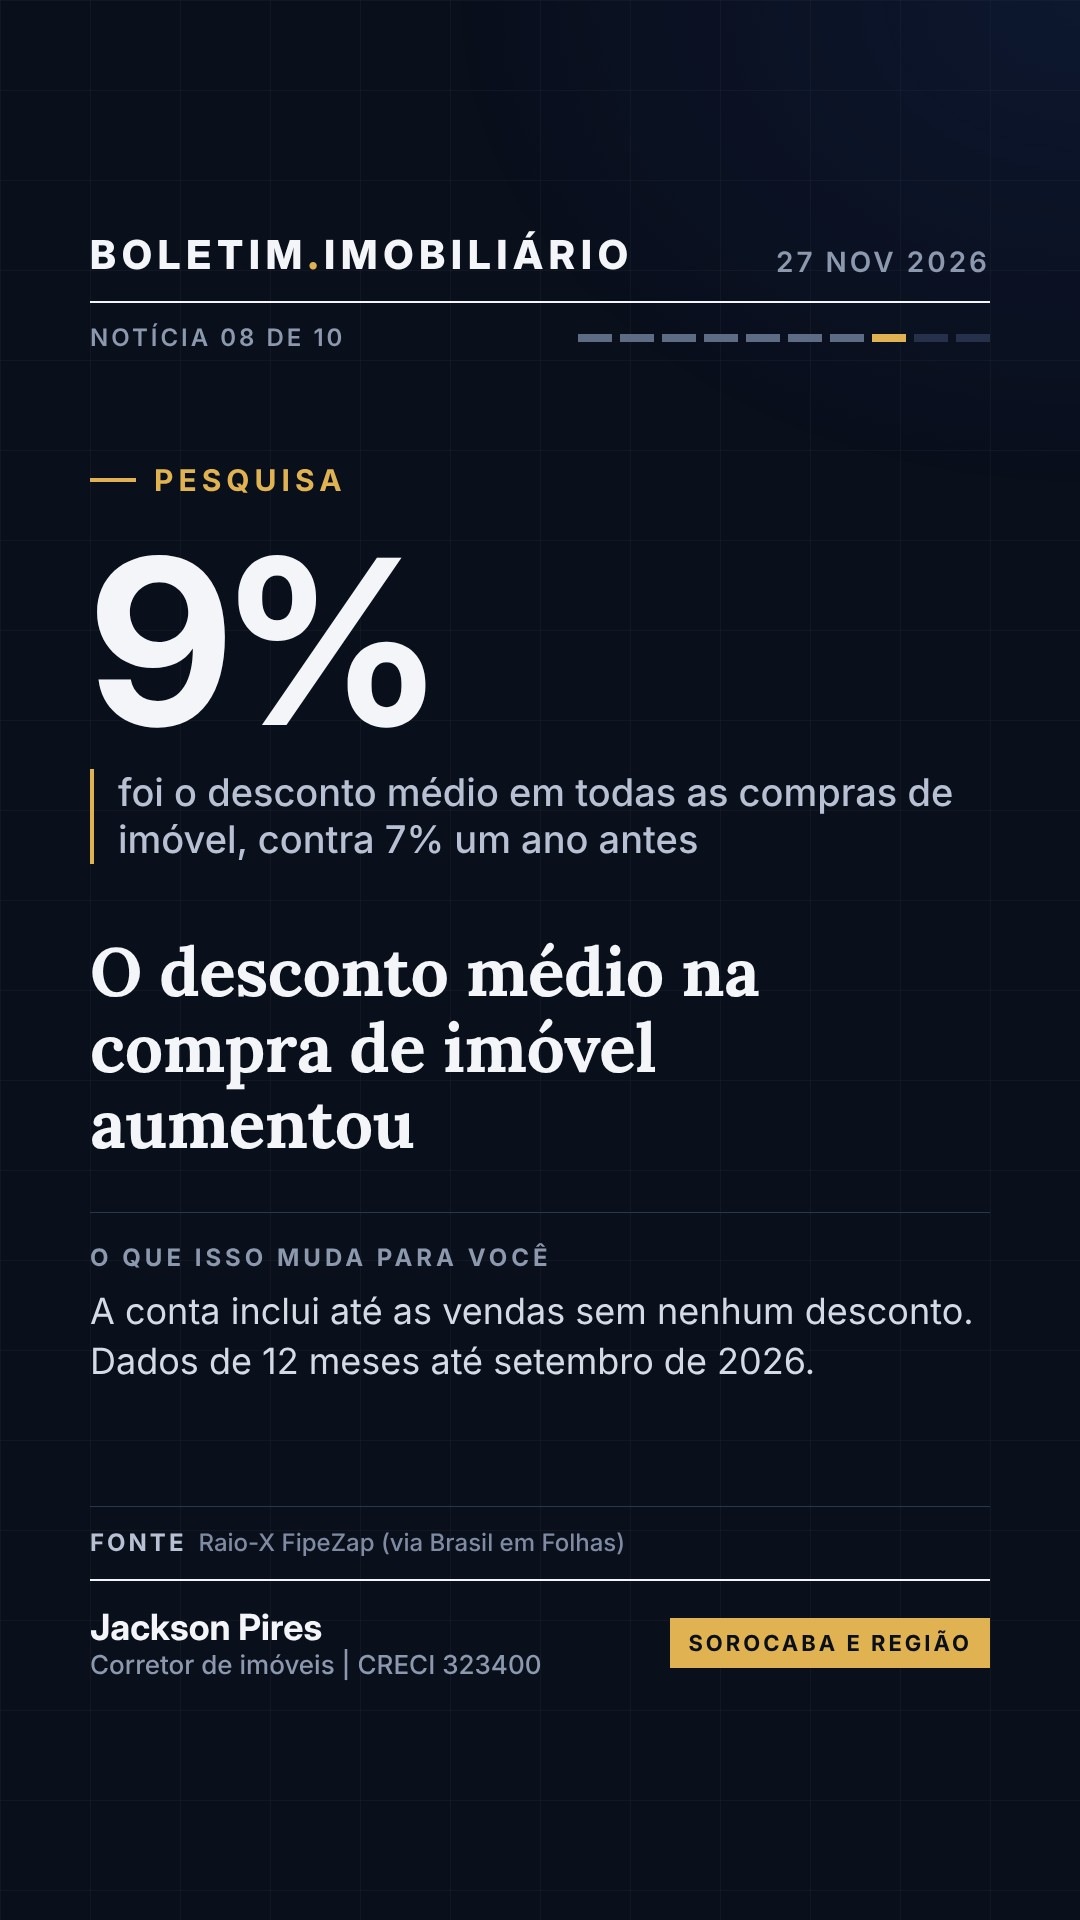 BOLETIM.IMOBILIÁRIO
27 NOV 2026
NOTÍCIA 08 DE 10
PESQUISA
9%
foi o desconto médio em todas as compras de
imóvel, contra 7% um ano antes
O desconto médio na
compra de imóvel
aumentou
O QUE ISSO MUDA PARA VOCÊ
A conta inclui até as vendas sem nenhum desconto.
Dados de 12 meses até setembro de 2026.
FONTE Raio-X FipeZap (via Brasil em Folhas)
Jackson Pires
Corretor de imóveis | CRECI 323400
SOROCABA E REGIÃO